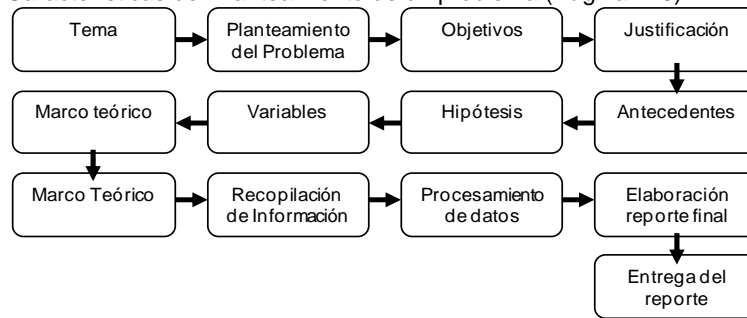 Tema
Planteamiento
del Problema
Objetivos
Justificación
Marco teórico
Variables
Hipótesis
Antecedentes
Marco Teórico
Recopilación
de Información
Procesamiento
de datos
Elaboración
reporte final
Entrega del
reporte